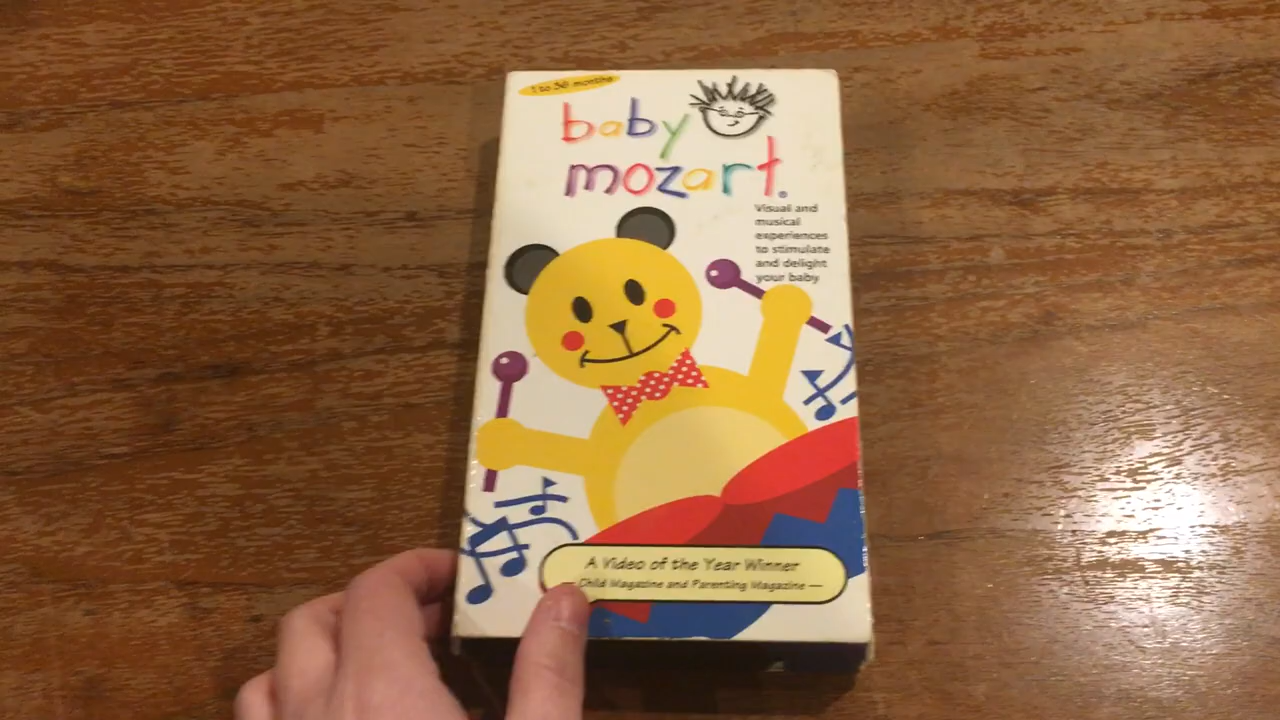 1 to 36 months
baby
mozart.
Visual and
musical
experiences
to stimulate
and delight
your baby
A Video of the Year Winner
— Child Magazine and Parenting Magazine —